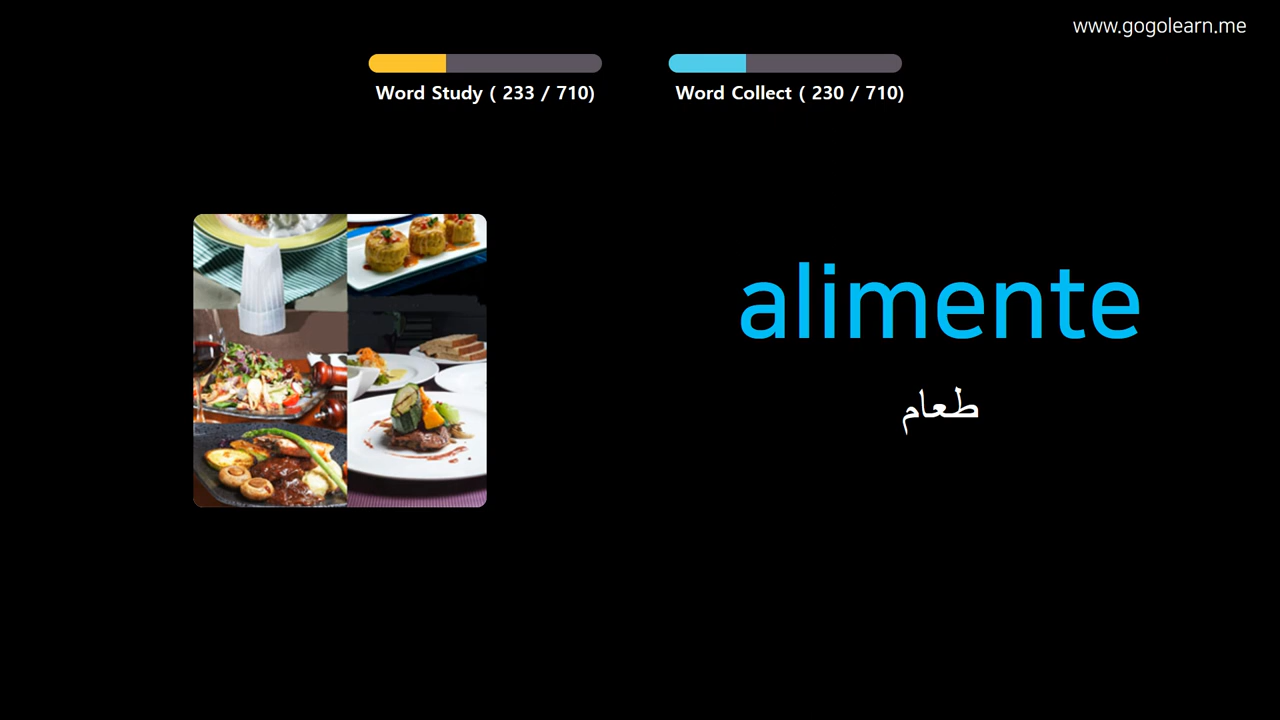 www.gogolearn.me
Word Study ( 233 / 710)
Word Collect ( 230 / 710)
alimente
طعام